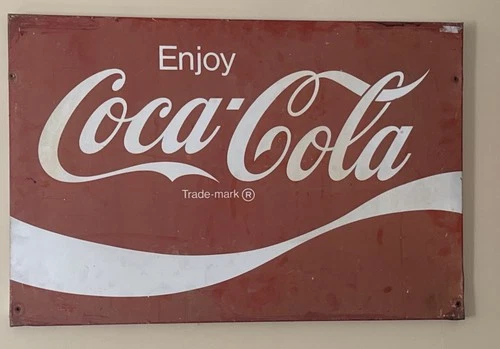 Enjoy
Coca-Cola
Trade-mark ®